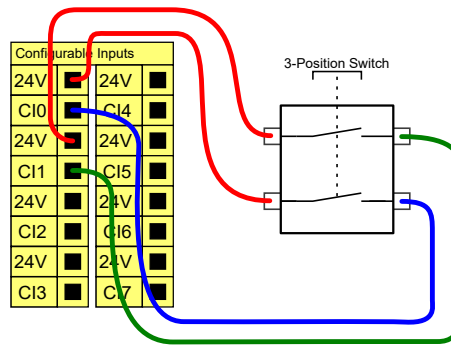 Configurable Inputs
3-Position Switch
24V 24V
CI0 CI4
24V 24V
CI1 CI5
24V 24V
CI2 CI6
24V 24V
CI3 CI7